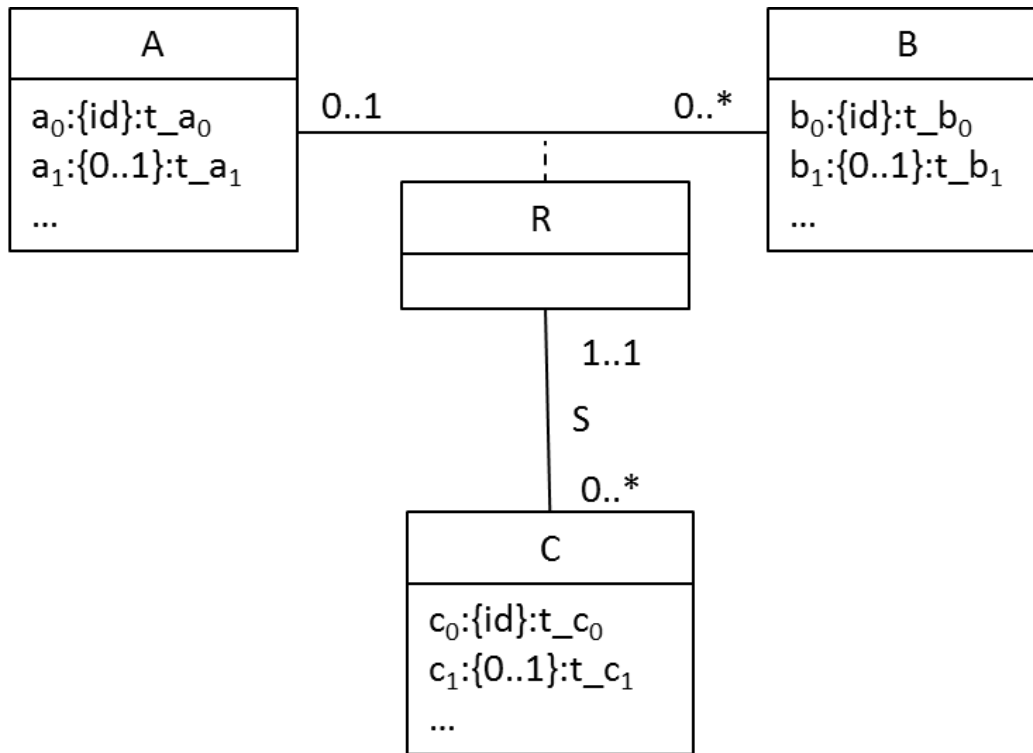 A
a₀:{id}:t_a₀
a₁:{0..1}:t_a₁
...
0..1
0..*
B
b₀:{id}:t_b₀
b₁:{0..1}:t_b₁
...
R
1..1
S
0..*
C
c₀:{id}:t_c₀
c₁:{0..1}:t_c₁
...